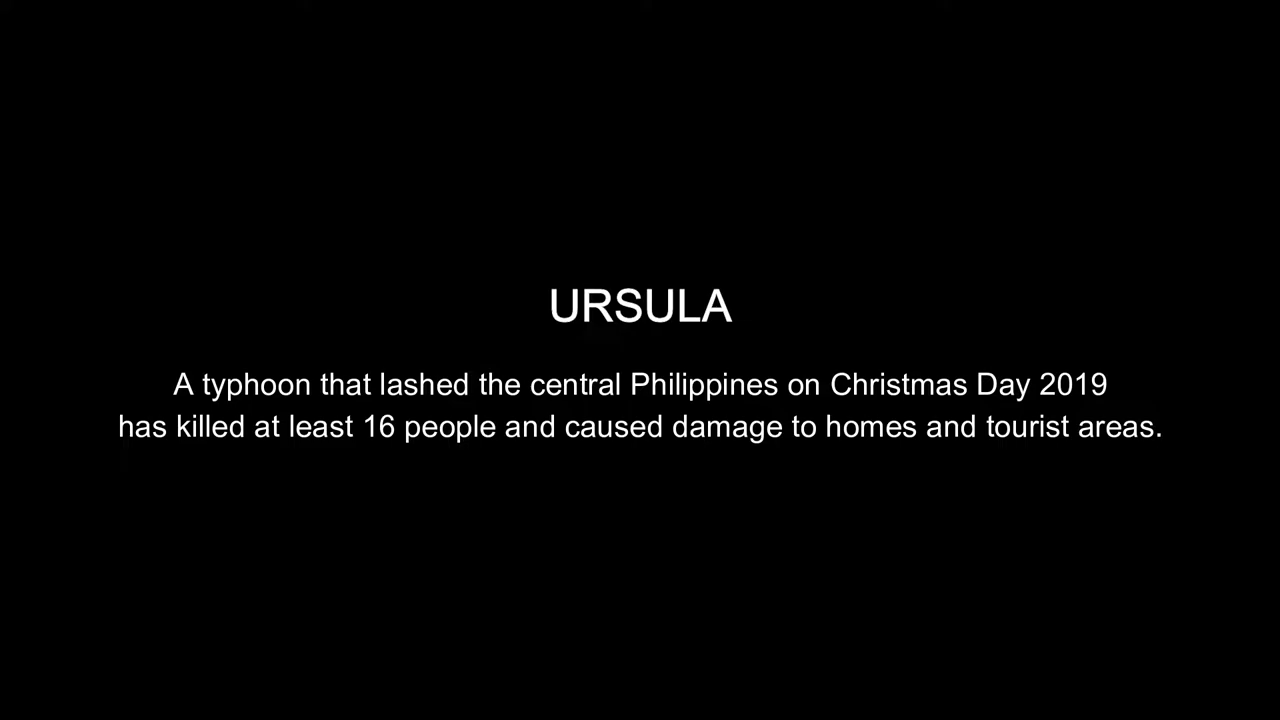 URSULA
A typhoon that lashed the central Philippines on Christmas Day 2019
has killed at least 16 people and caused damage to homes and tourist areas.